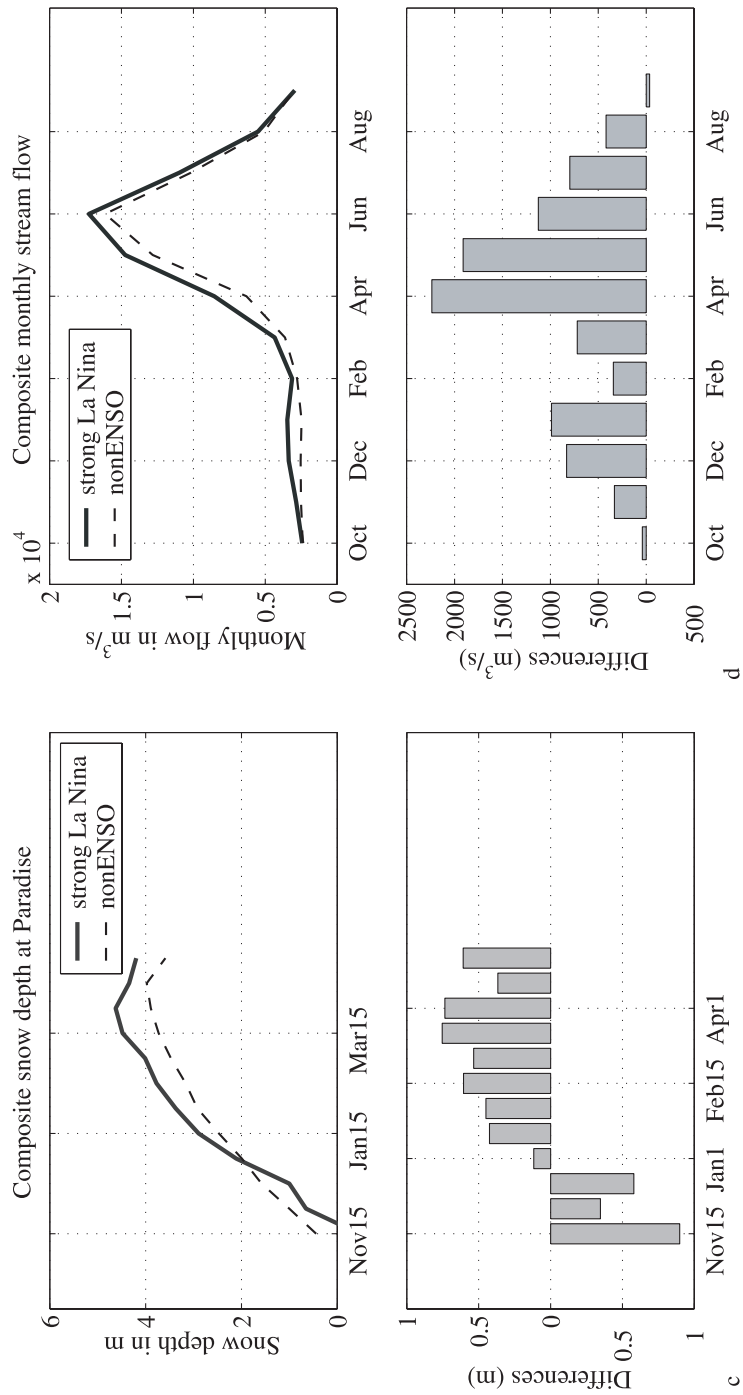 Composite snow depth at Paradise
strong La Nina
nonENSO
Snow depth in m
6
4
2
0
Nov15
Jan15
Mar15
Differences (m)
1
0.5
0
0.5
1
Nov15
Jan1
Feb15
Apr1
c
Composite monthly stream flow
x 10^4
strong La Nina
nonENSO
Monthly flow in m^3/s
2
1.5
1
0.5
0
Oct
Dec
Feb
Apr
Jun
Aug
Differences (m^3/s)
2500
2000
1500
1000
500
0
500
Oct
Dec
Feb
Apr
Jun
Aug
d